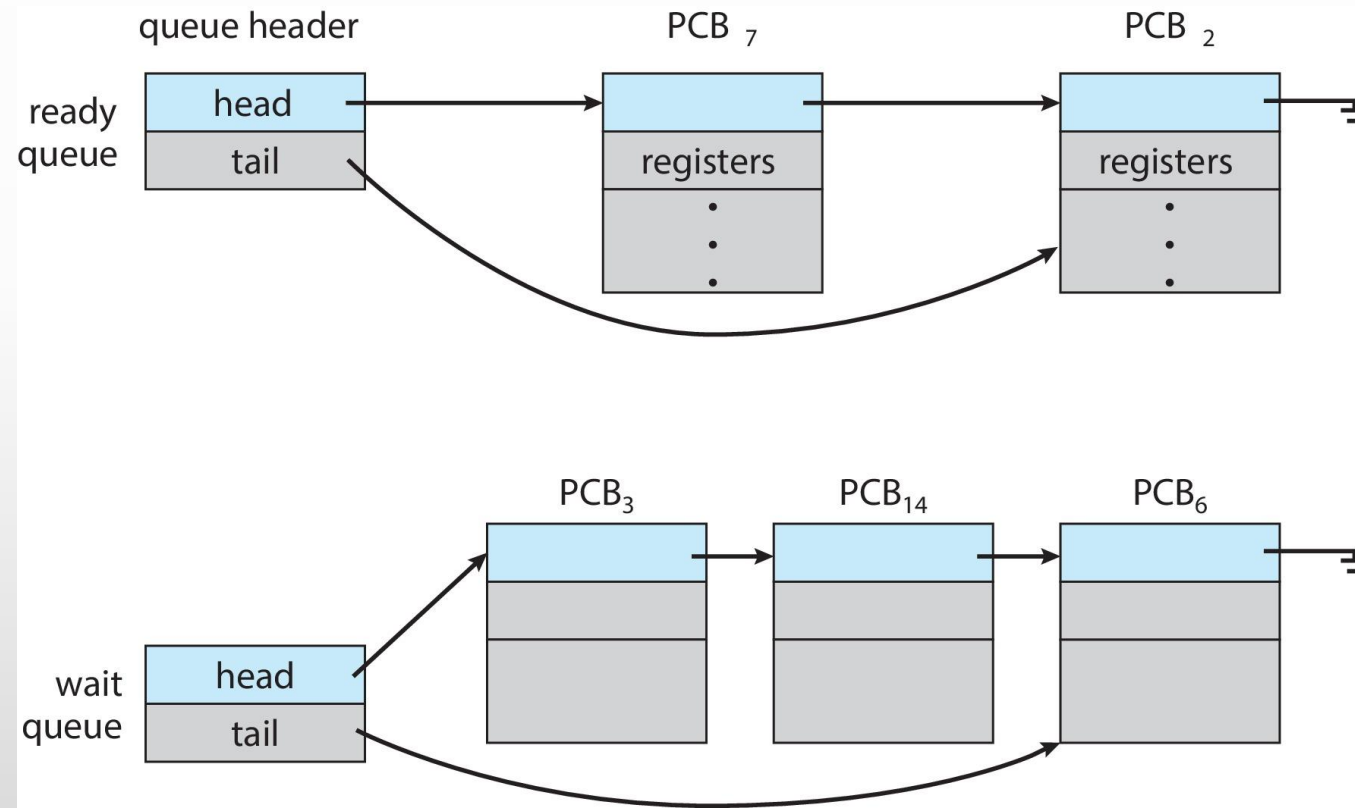 queue header
PCB 7
PCB 2
ready
queue
head
tail
registers
registers
PCB3
PCB14
PCB6
wait
queue
head
tail